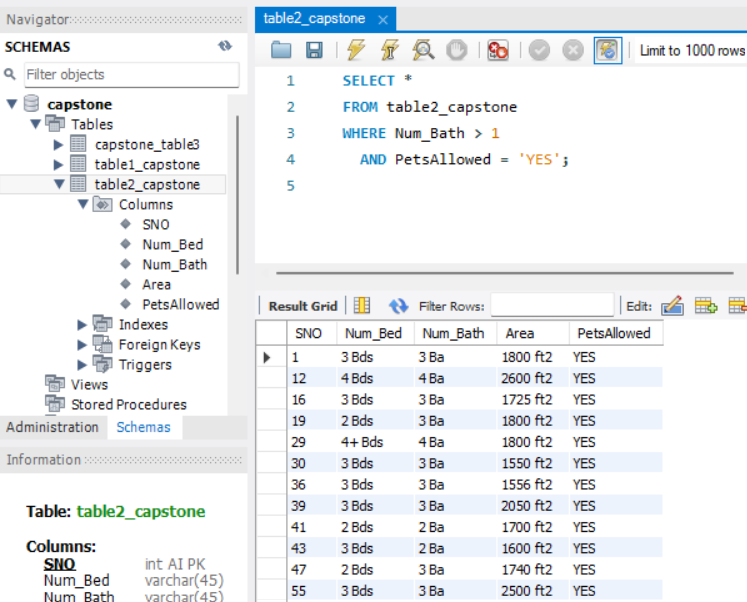 Navigator
SCHEMAS
Filter objects
capstone
Tables
capstone_table3
table1_capstone
table2_capstone
Columns
SNO
Num_Bed
Num_Bath
Area
PetsAllowed
Indexes
Foreign Keys
Triggers
Views
Stored Procedures
Administration Schemas
Information
Table: table2_capstone
Columns:
SNO int AI PK
Num_Bed varchar(45)
Num_Bath varchar(45)
table2_capstone ×
Limit to 1000 rows
1 SELECT *
2 FROM table2_capstone
3 WHERE Num_Bath > 1
4 AND PetsAllowed = 'YES';
5
Result Grid Filter Rows: Edit:
SNO Num_Bed Num_Bath Area PetsAllowed
1 3 Bds 3 Ba 1800 ft2 YES
12 4 Bds 4 Ba 2600 ft2 YES
16 3 Bds 3 Ba 1725 ft2 YES
19 2 Bds 3 Ba 1800 ft2 YES
29 4+ Bds 4 Ba 1800 ft2 YES
30 3 Bds 3 Ba 1550 ft2 YES
36 3 Bds 3 Ba 1556 ft2 YES
39 3 Bds 3 Ba 2050 ft2 YES
41 2 Bds 2 Ba 1700 ft2 YES
43 3 Bds 2 Ba 1600 ft2 YES
47 2 Bds 3 Ba 1740 ft2 YES
55 3 Bds 3 Ba 2500 ft2 YES